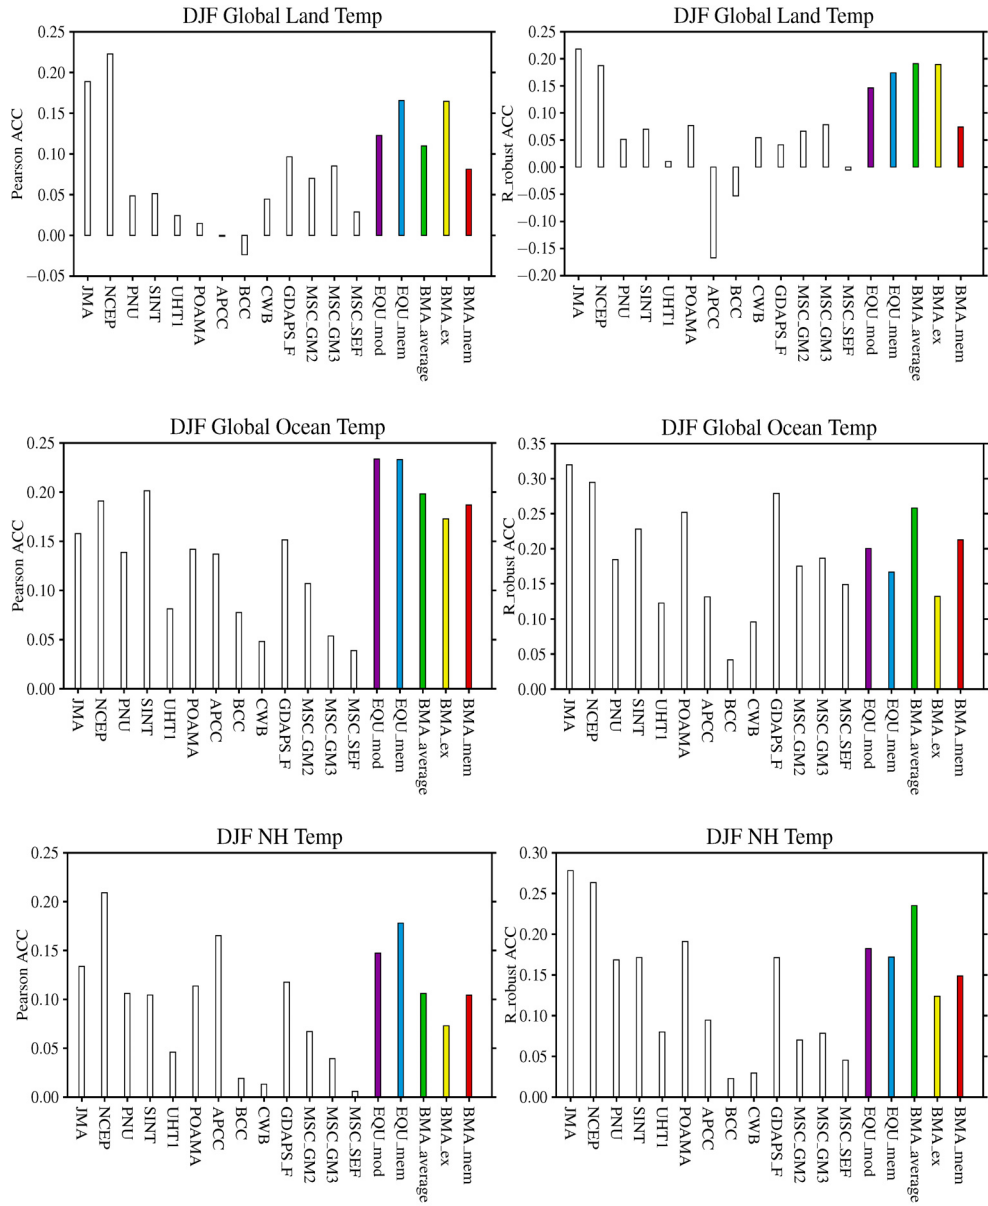 DJF Global Land Temp
Pearson ACC
0.25
0.20
0.15
0.10
0.05
0.00
−0.05
JMA
NCEP
PNU
SINT
UHT1
POAMA
APCC
BCC
CWB
GDAPS_F
MSC_GM2
MSC_GM3
MSC_SEF
EQU_mod
EQU_mem
BMA_average
BMA_ex
BMA_mem
DJF Global Land Temp
R_robust ACC
0.25
0.20
0.15
0.10
0.05
0.00
−0.05
−0.10
−0.15
−0.20
JMA
NCEP
PNU
SINT
UHT1
POAMA
APCC
BCC
CWB
GDAPS_F
MSC_GM2
MSC_GM3
MSC_SEF
EQU_mod
EQU_mem
BMA_average
BMA_ex
BMA_mem
DJF Global Ocean Temp
Pearson ACC
0.25
0.20
0.15
0.10
0.05
0.00
JMA
NCEP
PNU
SINT
UHT1
POAMA
APCC
BCC
CWB
GDAPS_F
MSC_GM2
MSC_GM3
MSC_SEF
EQU_mod
EQU_mem
BMA_average
BMA_ex
BMA_mem
DJF Global Ocean Temp
R_robust ACC
0.35
0.30
0.25
0.20
0.15
0.10
0.05
0.00
JMA
NCEP
PNU
SINT
UHT1
POAMA
APCC
BCC
CWB
GDAPS_F
MSC_GM2
MSC_GM3
MSC_SEF
EQU_mod
EQU_mem
BMA_average
BMA_ex
BMA_mem
DJF NH Temp
Pearson ACC
0.25
0.20
0.15
0.10
0.05
0.00
JMA
NCEP
PNU
SINT
UHT1
POAMA
APCC
BCC
CWB
GDAPS_F
MSC_GM2
MSC_GM3
MSC_SEF
EQU_mod
EQU_mem
BMA_average
BMA_ex
BMA_mem
DJF NH Temp
R_robust ACC
0.30
0.25
0.20
0.15
0.10
0.05
0.00
JMA
NCEP
PNU
SINT
UHT1
POAMA
APCC
BCC
CWB
GDAPS_F
MSC_GM2
MSC_GM3
MSC_SEF
EQU_mod
EQU_mem
BMA_average
BMA_ex
BMA_mem